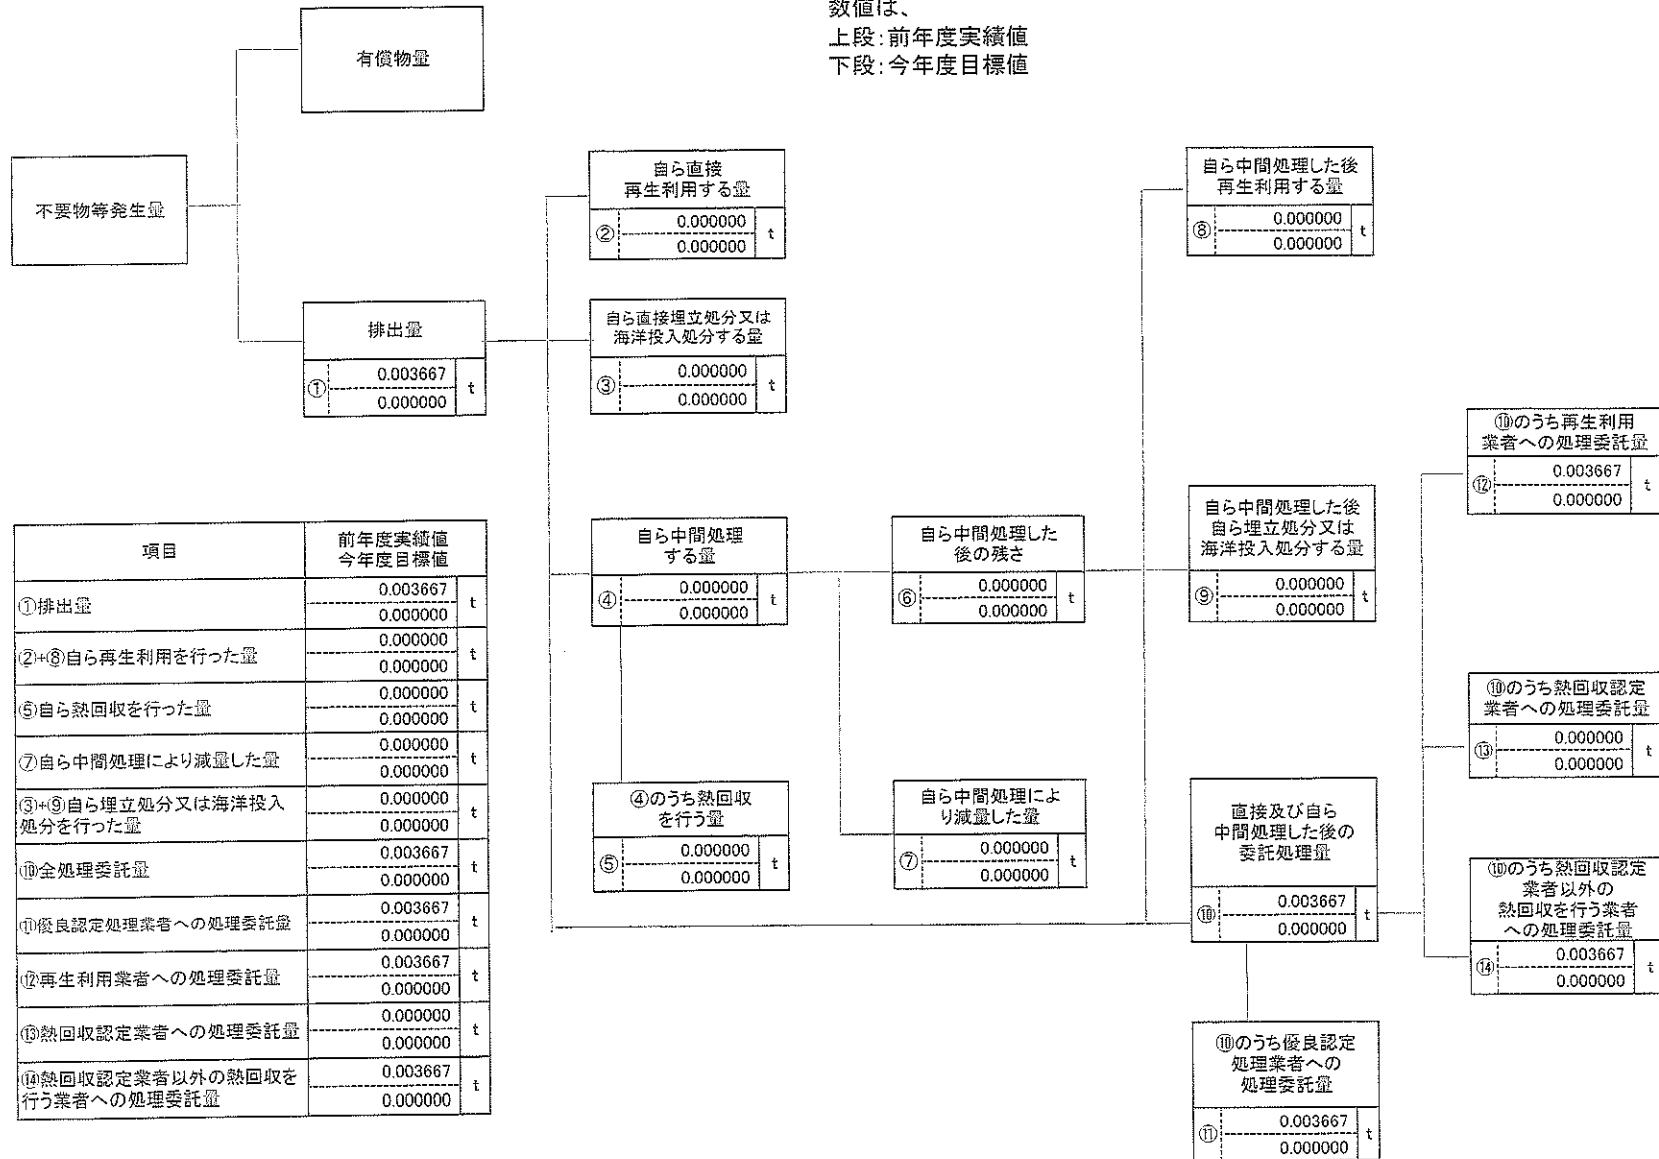 数値は、
上段:前年度実績値
下段:今年度目標値
有償物量
不要物等発生量
排出量
① 0.003667 t
0.000000
自ら直接
再生利用する量
② 0.000000 t
0.000000
自ら直接埋立処分又は
海洋投入処分する量
③ 0.000000 t
0.000000
自ら中間処理
する量
④ 0.000000 t
0.000000
④のうち熱回収
を行う量
⑤ 0.000000 t
0.000000
自ら中間処理した
後の残さ
⑥ 0.000000 t
0.000000
自ら中間処理によ
り減量した量
⑦ 0.000000 t
0.000000
自ら中間処理した後
再生利用する量
⑧ 0.000000 t
0.000000
自ら中間処理した後
自ら埋立処分又は
海洋投入処分する量
⑨ 0.000000 t
0.000000
直接及び自ら
中間処理した後の
委託処理量
⑩ 0.003667 t
0.000000
⑩のうち優良認定
処理業者への
処理委託量
⑪ 0.003667 t
0.000000
⑩のうち再生利用
業者への処理委託量
⑫ 0.003667 t
0.000000
⑩のうち熱回収認定
業者への処理委託量
⑬ 0.000000 t
0.000000
⑩のうち熱回収認定
業者以外の
熱回収を行う業者
への処理委託量
⑭ 0.003667 t
0.000000
項目 前年度実績値
今年度目標値
①排出量 0.003667 t
0.000000
②+⑧自ら再生利用を行った量 0.000000 t
0.000000
⑤自ら熱回収を行った量 0.000000 t
0.000000
⑦自ら中間処理により減量した量 0.000000 t
0.000000
③+⑨自ら埋立処分又は海洋投入 0.000000 t
処分を行った量 0.000000
⑩全処理委託量 0.003667 t
0.000000
⑪優良認定処理業者への処理委託量 0.003667 t
0.000000
⑫再生利用業者への処理委託量 0.003667 t
0.000000
⑬熱回収認定業者への処理委託量 0.000000 t
0.000000
⑭熱回収認定業者以外の熱回収を 0.003667 t
行う業者への処理委託量 0.000000